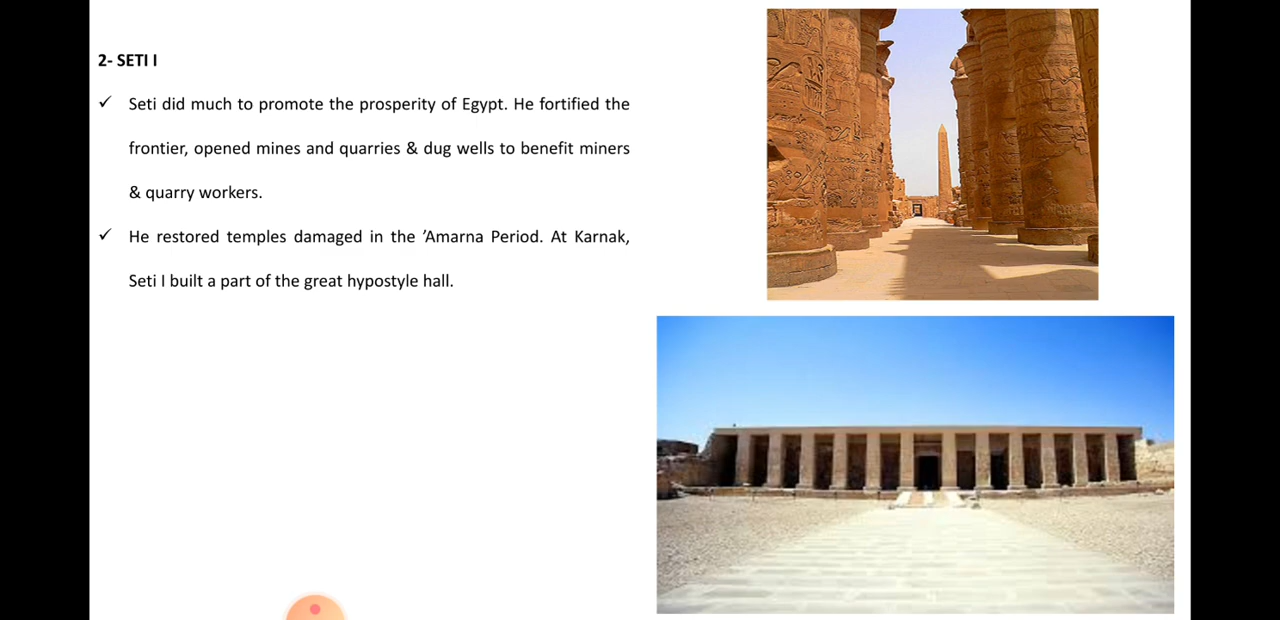 2- SETI I
✓ Seti did much to promote the prosperity of Egypt. He fortified the
frontier, opened mines and quarries & dug wells to benefit miners
& quarry workers.
✓ He restored temples damaged in the ’Amarna Period. At Karnak,
Seti I built a part of the great hypostyle hall.